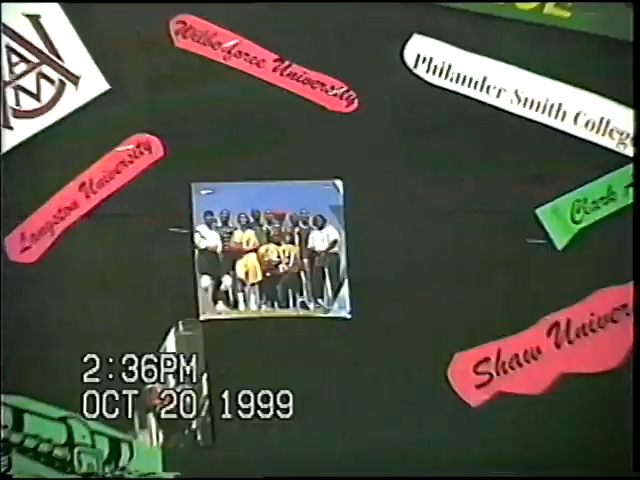 Wilberforce University
Philander Smith College
Langston University
Clark
Shaw Univer
2:36PM
OCT 20 1999